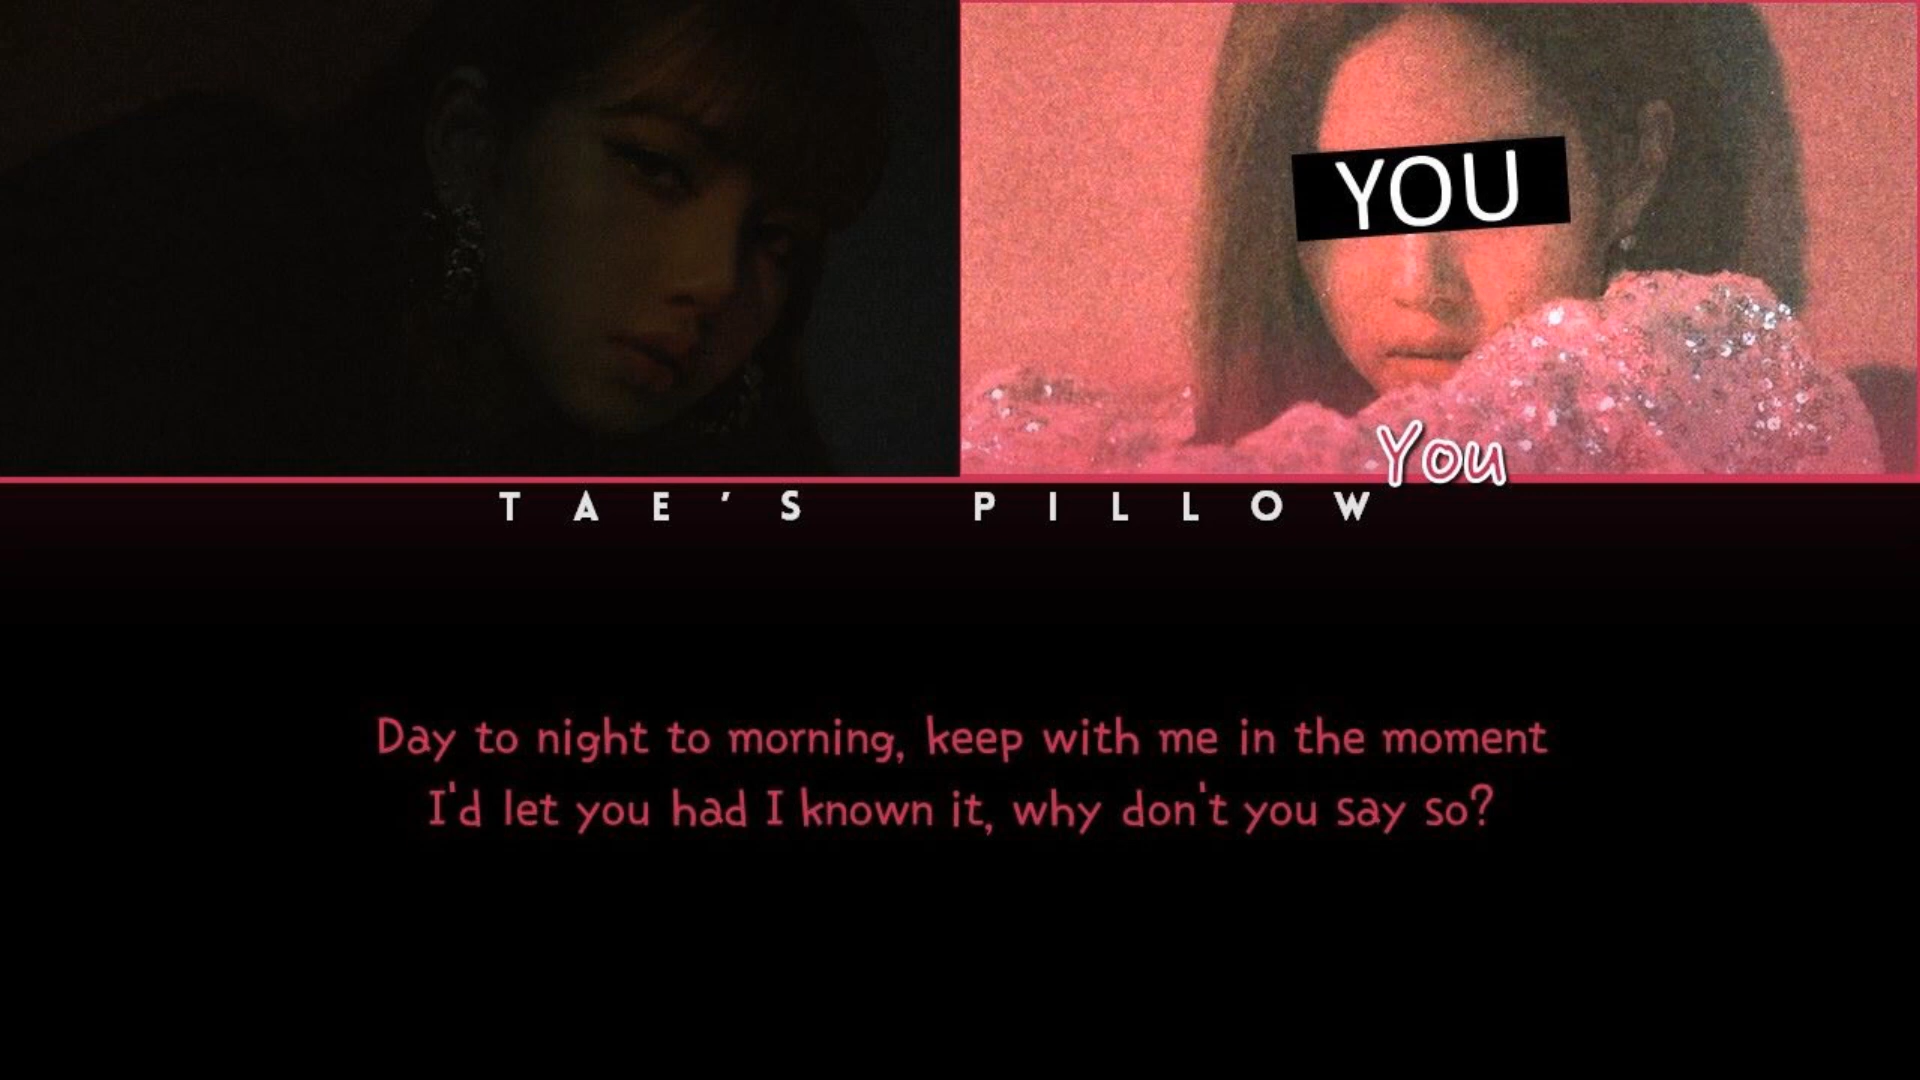 YOU
You
TAE'S PILLOW
Day to night to morning, keep with me in the moment
I'd let you had I known it, why don't you say so?